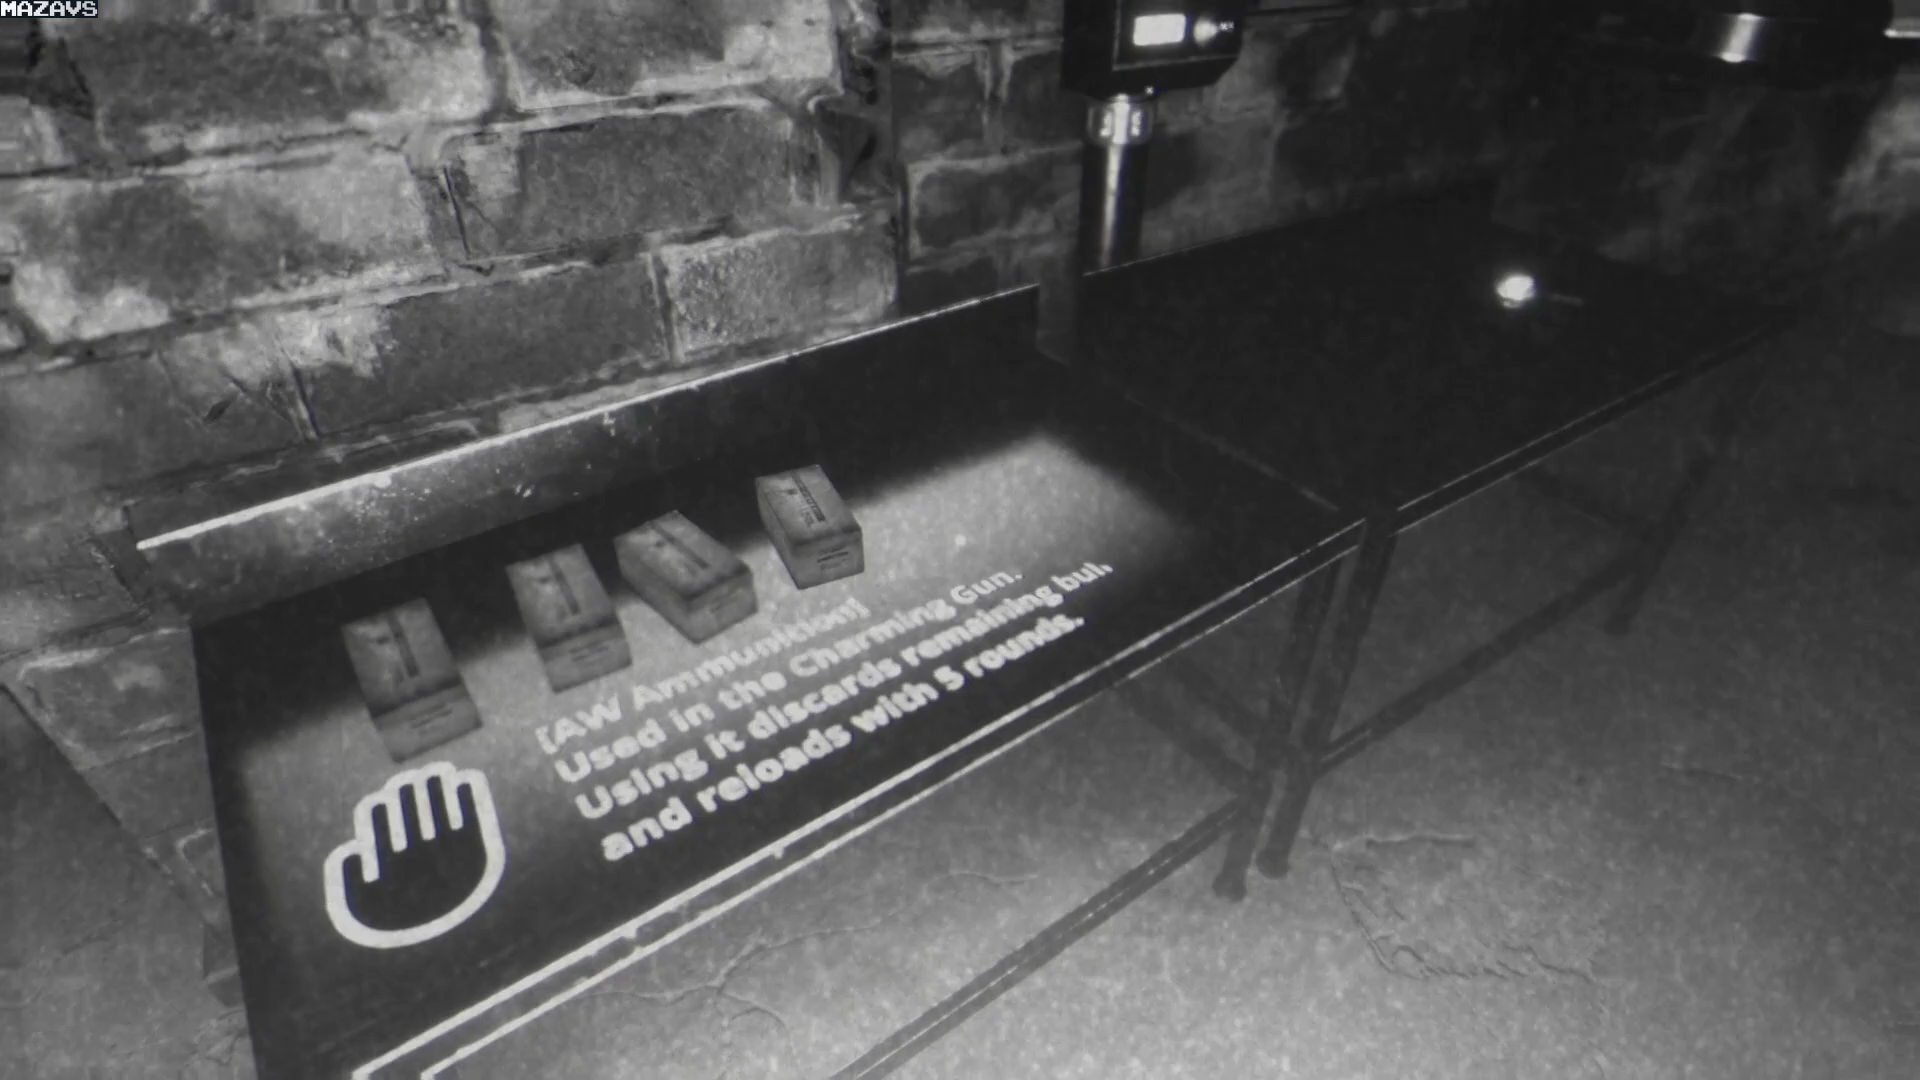 MAZAVS
[AW Ammunition]
Used in the Charming Gun.
Using it discards remaining bul
and reloads with 5 rounds.